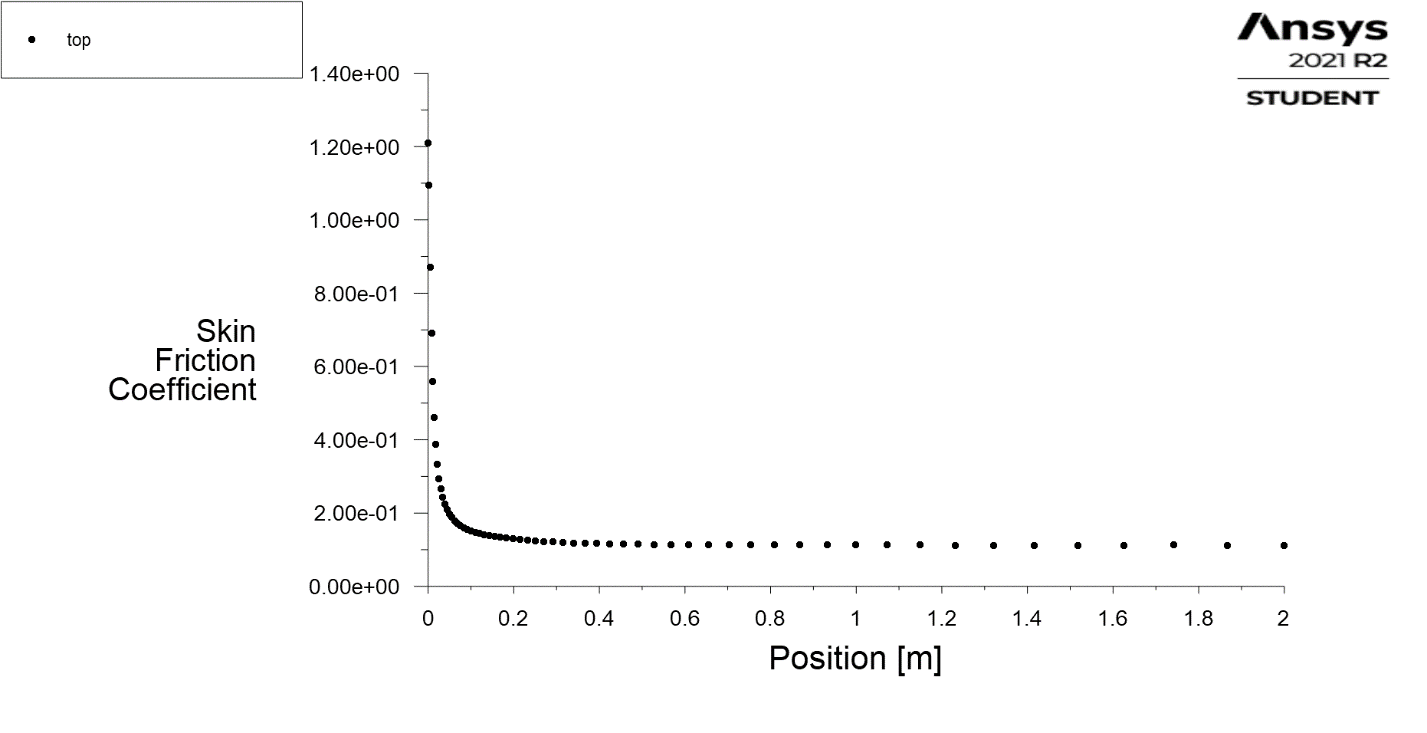 top
Ansys
2021 R2
STUDENT
1.40e+00
1.20e+00
1.00e+00
8.00e-01
6.00e-01
4.00e-01
2.00e-01
0.00e+00
Skin
Friction
Coefficient
0 0.2 0.4 0.6 0.8 1 1.2 1.4 1.6 1.8 2
Position [m]